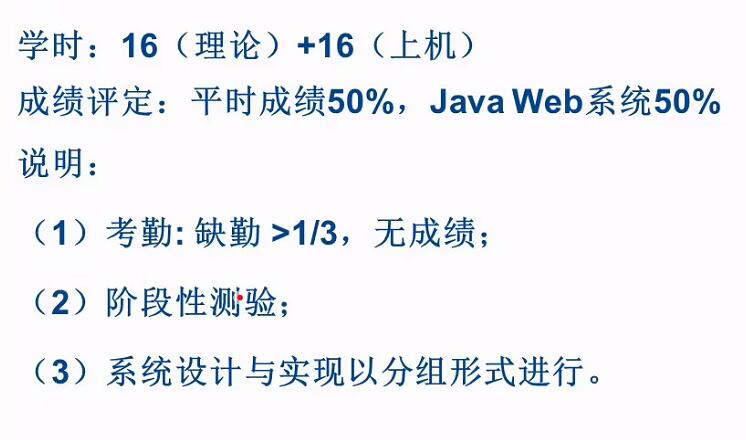 学时：16（理论）+16（上机）
成绩评定：平时成绩50%，Java Web系统50%
说明：
（1）考勤: 缺勤 >1/3，无成绩；
（2）阶段性测验；
（3）系统设计与实现以分组形式进行。